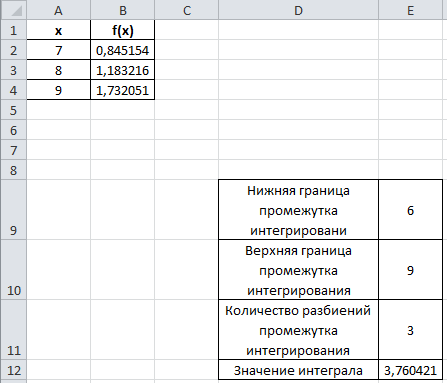 A B C D E
1 x f(x)
2 7 0,845154
3 8 1,183216
4 9 1,732051
5
6
7
8
Нижняя граница
промежутка
интегрировани
9 6
Верхняя граница
промежутка
интегрирования
10 9
Количество разбиений
промежутка
интегрирования
11 3
12 Значение интеграла 3,760421